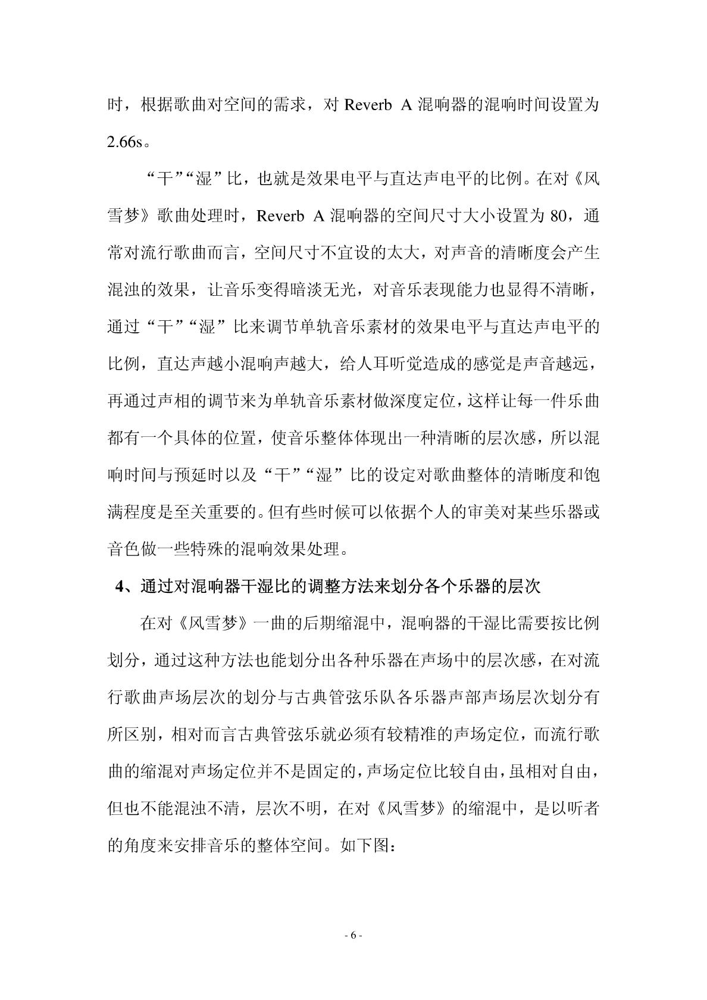 时，根据歌曲对空间的需求，对 Reverb A 混响器的混响时间设置为
2.66s。
“干”“湿”比，也就是效果电平与直达声电平的比例。在对《风
雪梦》歌曲处理时，Reverb A 混响器的空间尺寸大小设置为 80，通
常对流行歌曲而言，空间尺寸不宜设的太大，对声音的清晰度会产生
混浊的效果，让音乐变得暗淡无光，对音乐表现能力也显得不清晰，
通过“干”“湿”比来调节单轨音乐素材的效果电平与直达声电平的
比例，直达声越小混响声越大，给人耳听觉造成的感觉是声音越远，
再通过声相的调节来为单轨音乐素材做深度定位，这样让每一件乐曲
都有一个具体的位置，使音乐整体体现出一种清晰的层次感，所以混
响时间与预延时以及“干”“湿”比的设定对歌曲整体的清晰度和饱
满程度是至关重要的。但有些时候可以依据个人的审美对某些乐器或
音色做一些特殊的混响效果处理。
4、通过对混响器干湿比的调整方法来划分各个乐器的层次
在对《风雪梦》一曲的后期缩混中，混响器的干湿比需要按比例
划分，通过这种方法也能划分出各种乐器在声场中的层次感，在对流
行歌曲声场层次的划分与古典管弦乐队各乐器声部声场层次划分有
所区别，相对而言古典管弦乐就必须有较精准的声场定位，而流行歌
曲的缩混对声场定位并不是固定的，声场定位比较自由，虽相对自由，
但也不能混浊不清，层次不明，在对《风雪梦》的缩混中，是以听者
的角度来安排音乐的整体空间。如下图：
- 6 -